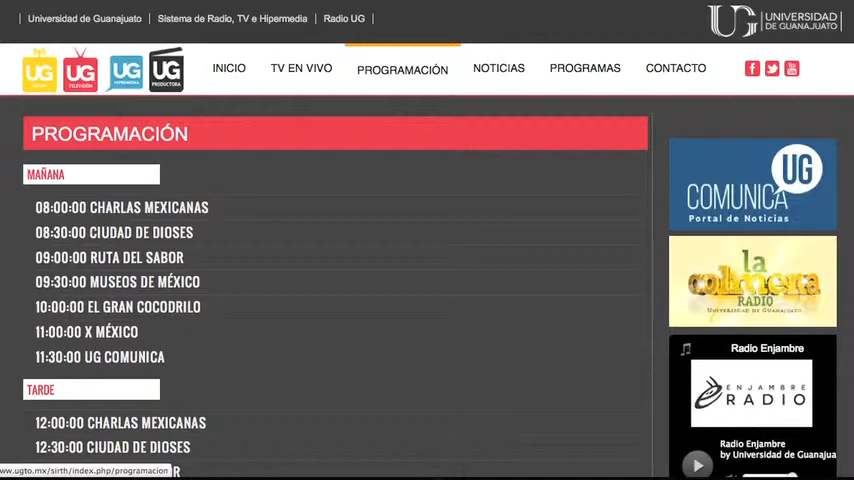 Universidad de Guanajuato
Sistema de Radio, TV e Hipermedia
Radio UG
UG
UNIVERSIDAD
DE GUANAJUATO
UG
UG
TELEVISIÓN
UG
HIPERMEDIA
UG
PRODUCTORA
INICIO
TV EN VIVO
PROGRAMACIÓN
NOTICIAS
PROGRAMAS
CONTACTO
PROGRAMACIÓN
MAÑANA
08:00:00 CHARLAS MEXICANAS
08:30:00 CIUDAD DE DIOSES
09:00:00 RUTA DEL SABOR
09:30:00 MUSEOS DE MÉXICO
10:00:00 EL GRAN COCODRILO
11:00:00 X MÉXICO
11:30:00 UG COMUNICA
TARDE
12:00:00 CHARLAS MEXICANAS
12:30:00 CIUDAD DE DIOSES
ww.ugto.mx/sirth/index.php/programacion
UG
COMUNICA
Portal de Noticias
la
colmena
RADIO
UNIVERSIDAD DE GUANAJUATO
Radio Enjambre
ENJAMBRE
RADIO
Radio Enjambre
by Universidad de Guanajua